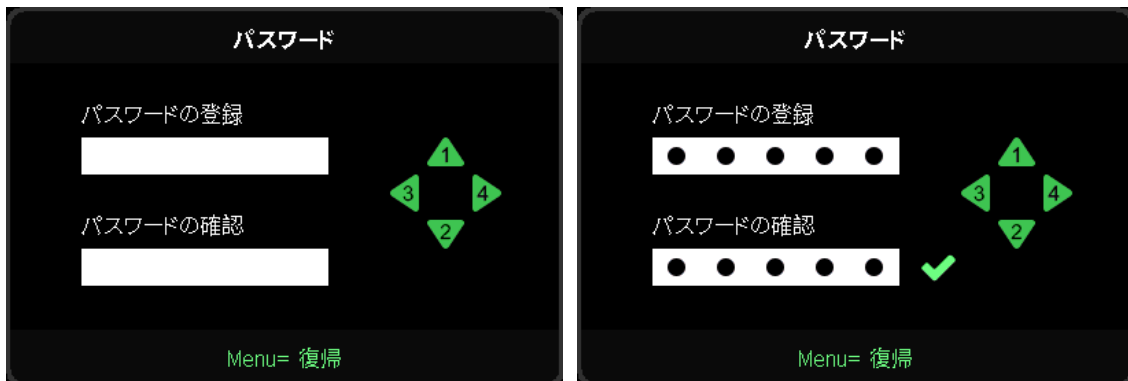 パスワード
パスワードの登録
1
3 4
パスワードの確認
2
Menu= 復帰
パスワード
パスワードの登録
● ● ● ● ●
1
3 4
パスワードの確認
2
● ● ● ● ●
Menu= 復帰